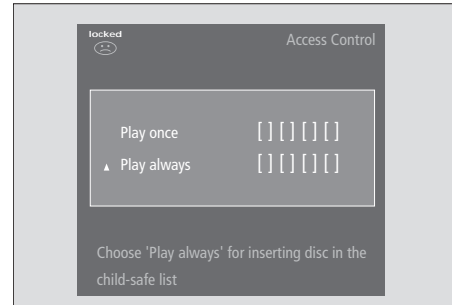 locked
Access Control
Play once [ ] [ ] [ ] [ ]
▲ Play always [ ] [ ] [ ] [ ]
Choose 'Play always' for inserting disc in the
child-safe list